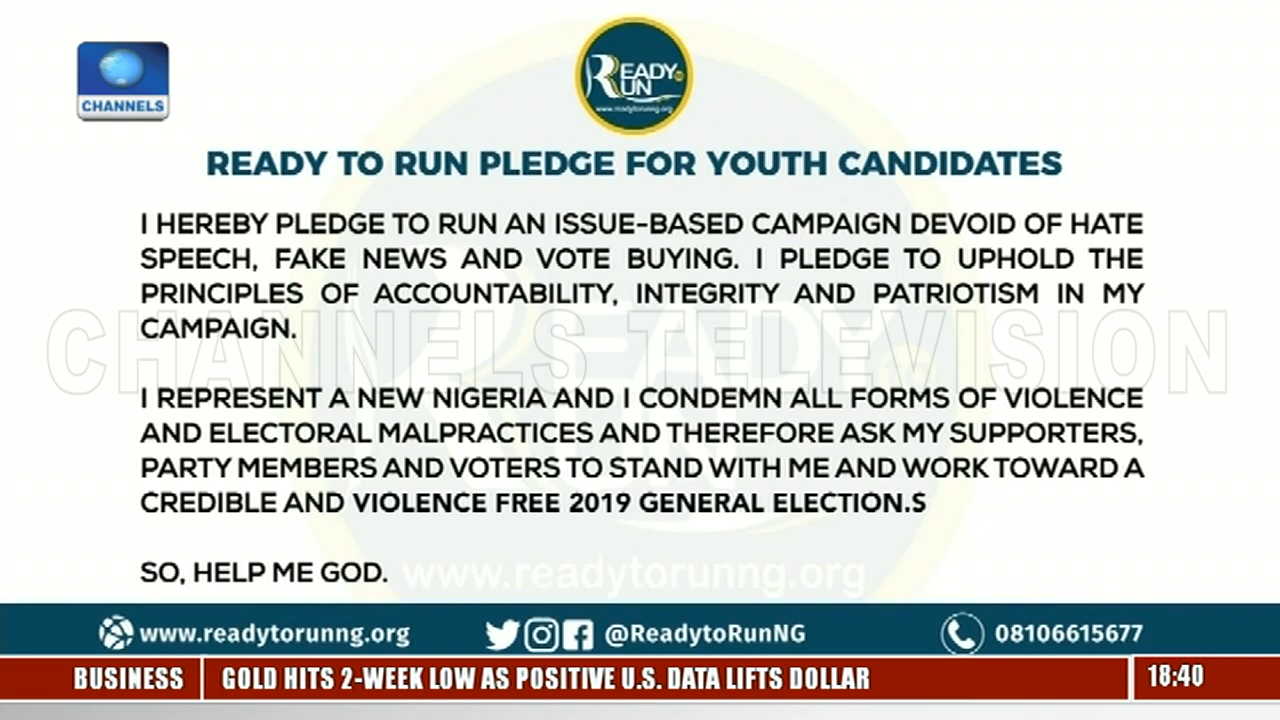 CHANNELS
READY TO
RUN
www.readytorunng.org
READY TO RUN PLEDGE FOR YOUTH CANDIDATES
I HEREBY PLEDGE TO RUN AN ISSUE-BASED CAMPAIGN DEVOID OF HATE
SPEECH, FAKE NEWS AND VOTE BUYING. I PLEDGE TO UPHOLD THE
PRINCIPLES OF ACCOUNTABILITY, INTEGRITY AND PATRIOTISM IN MY
CAMPAIGN.
CHANNELS TELEVISION
I REPRESENT A NEW NIGERIA AND I CONDEMN ALL FORMS OF VIOLENCE
AND ELECTORAL MALPRACTICES AND THEREFORE ASK MY SUPPORTERS,
PARTY MEMBERS AND VOTERS TO STAND WITH ME AND WORK TOWARD A
CREDIBLE AND VIOLENCE FREE 2019 GENERAL ELECTION.S
SO, HELP ME GOD.
www.readytorunng.org
www.readytorunng.org @ReadytoRunNG 08106615677
BUSINESS GOLD HITS 2-WEEK LOW AS POSITIVE U.S. DATA LIFTS DOLLAR 18:40